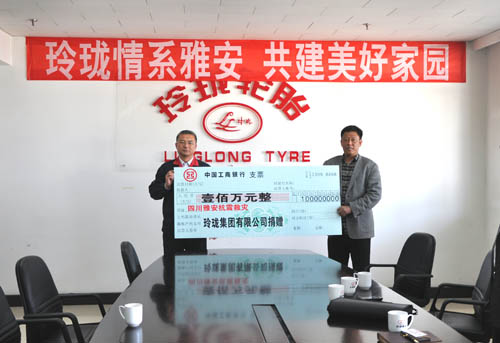 玲珑情系雅安 共建美好家园
玲珑轮胎
玲珑
LINGLONG TYRE
中国工商银行 支票
壹佰万元整
100000000
四川雅安抗震救灾
玲珑集团有限公司捐赠